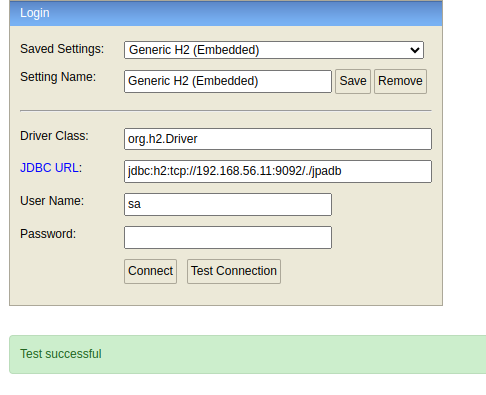 Login
Saved Settings: Generic H2 (Embedded)
Setting Name: Generic H2 (Embedded) Save Remove
Driver Class: org.h2.Driver
JDBC URL: jdbc:h2:tcp://192.168.56.11:9092/./jpadb
User Name: sa
Password:
Connect Test Connection
Test successful